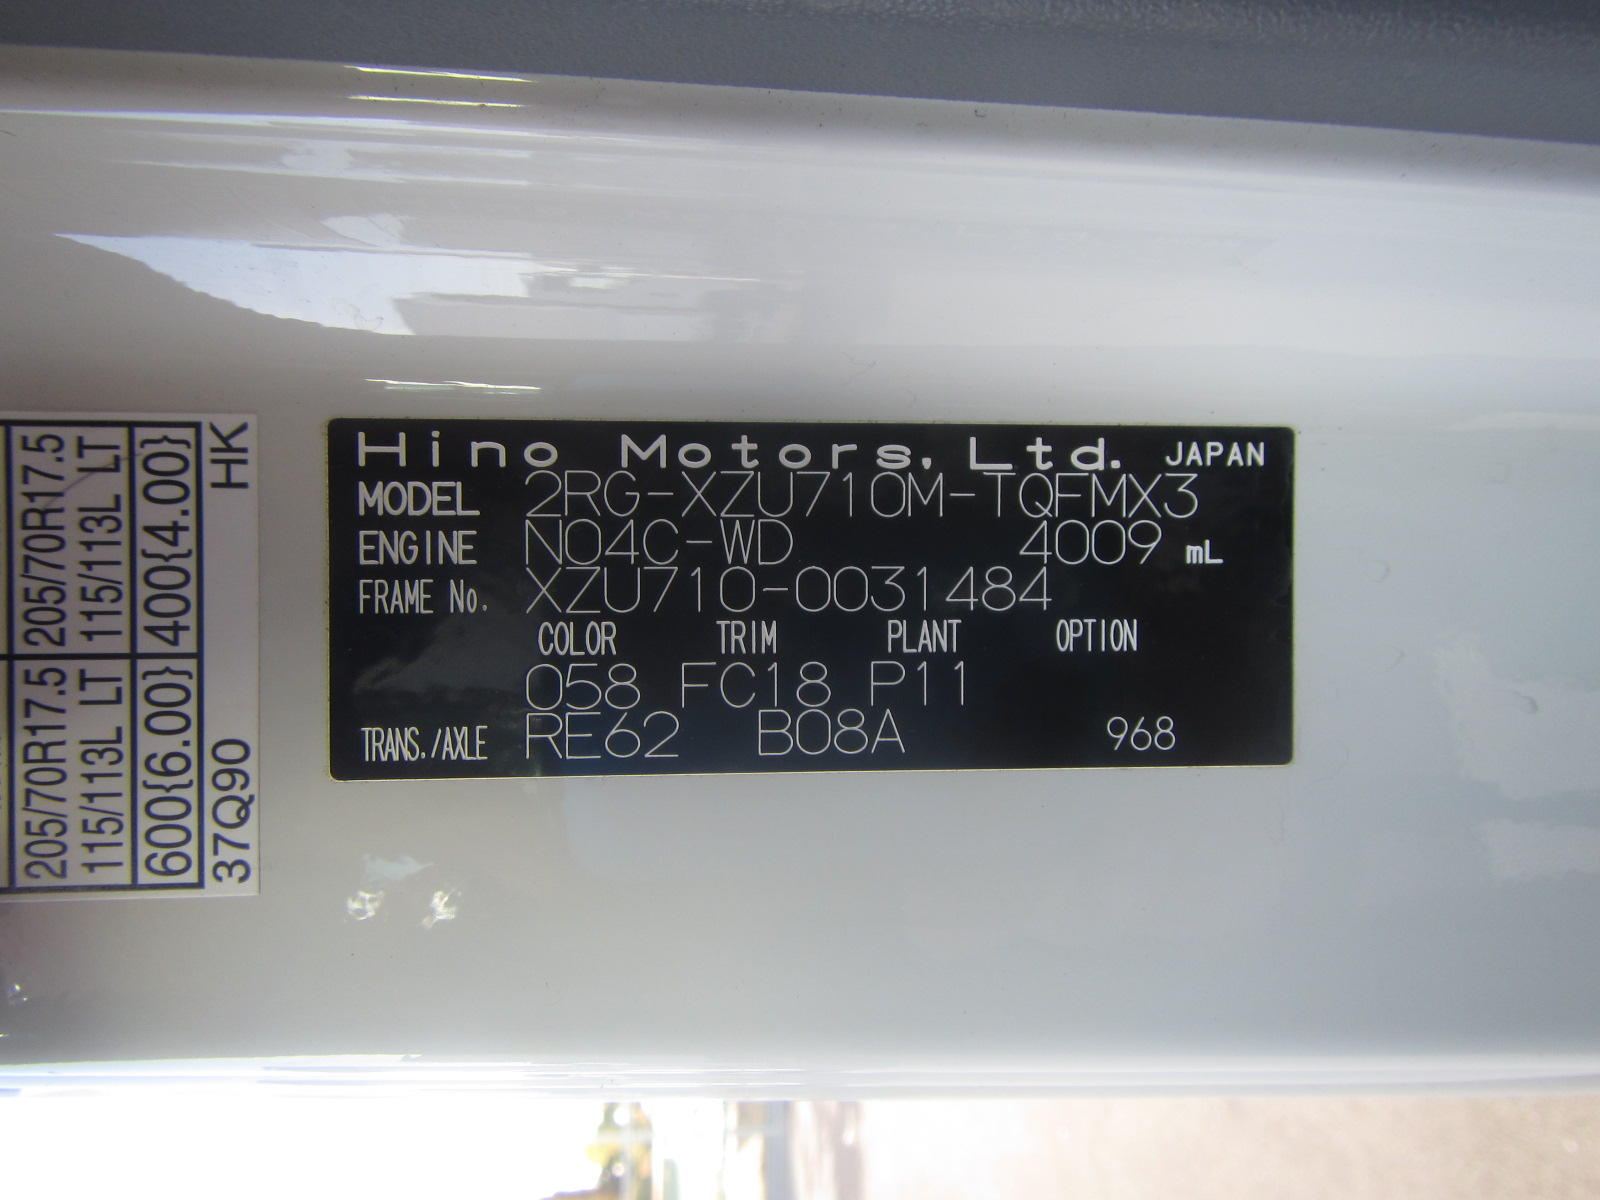 Hino Motors, Ltd. JAPAN
MODEL 2RG-XZU710M-TQFMX3
ENGINE N04C-WD 4009 mL
FRAME No. XZU710-0031484
COLOR TRIM PLANT OPTION
058 FC18 P11
TRANS./AXLE RE62 B08A 968
205/70R17.5 205/70R17.5
115/113L LT 115/113L LT
600{6.00} 400{4.00}
37Q90 HK